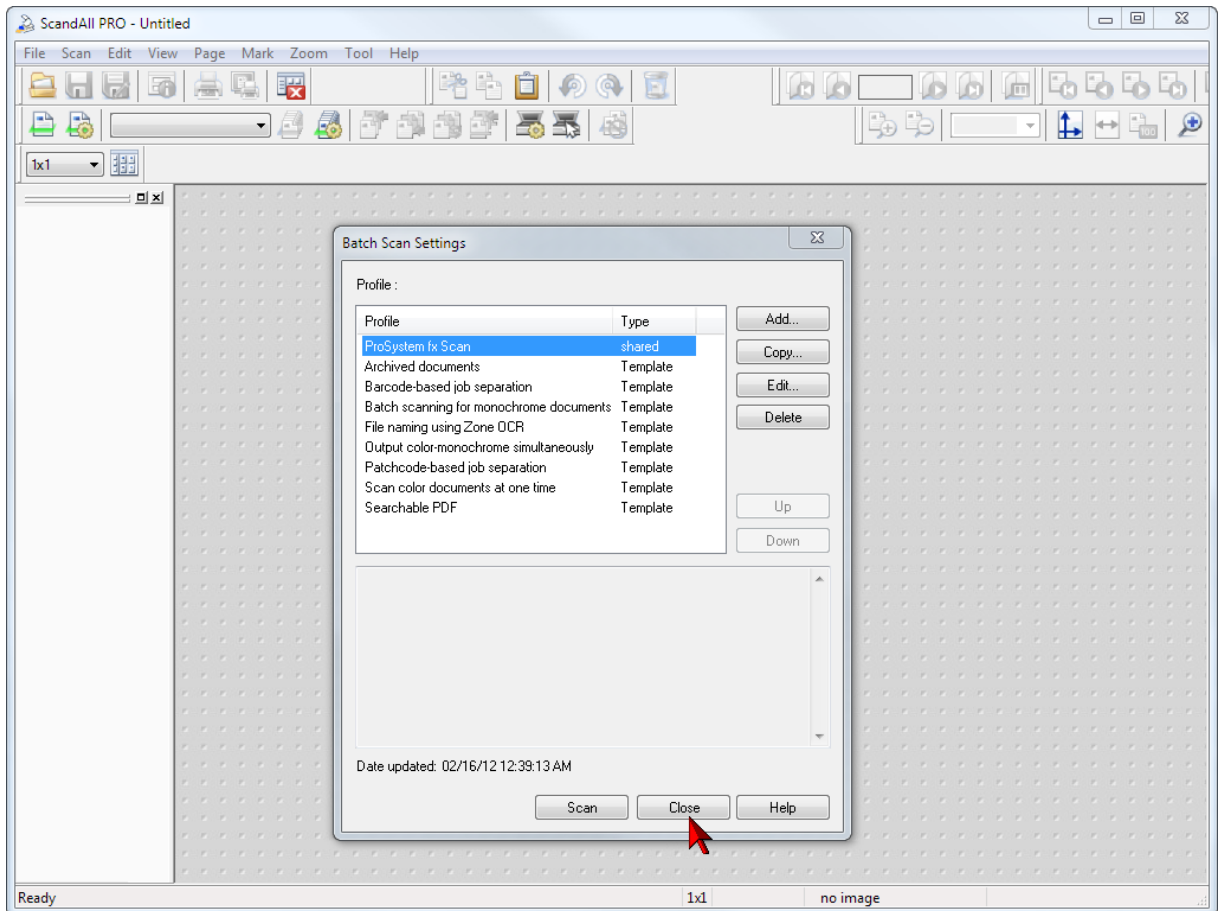 ScandAll PRO - Untitled
File Scan Edit View Page Mark Zoom Tool Help
1x1
Batch Scan Settings
Profile :
Profile Type
ProSystem fx Scan shared
Archived documents Template
Barcode-based job separation Template
Batch scanning for monochrome documents Template
File naming using Zone OCR Template
Output color-monochrome simultaneously Template
Patchcode-based job separation Template
Scan color documents at one time Template
Searchable PDF Template
Add...
Copy...
Edit...
Delete
Up
Down
Date updated: 02/16/12 12:39:13 AM
Scan Close Help
Ready 1x1 no image